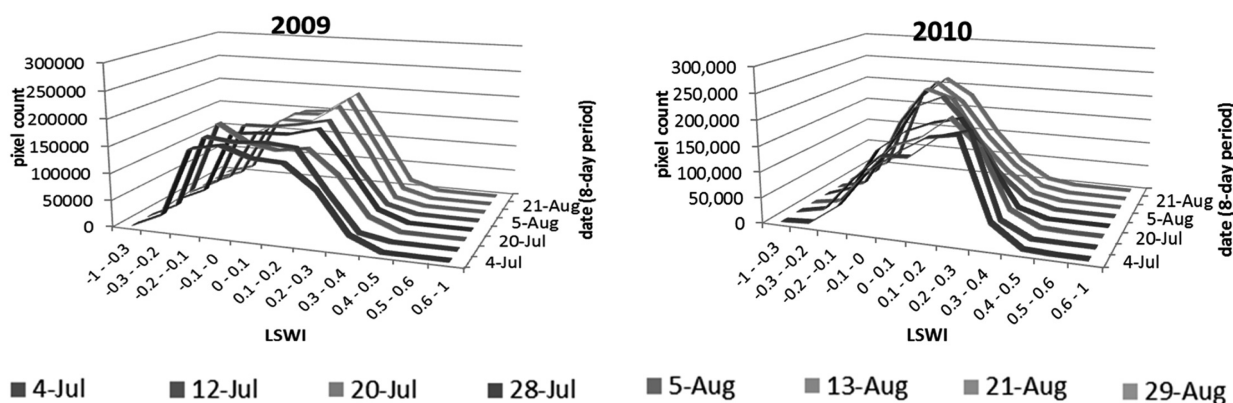 2009
300000
250000
200000
150000
100000
50000
0
pixel count
-1 - -0.3
-0.3 - -0.2
-0.2 - -0.1
-0.1 - 0
0 - 0.1
0.1 - 0.2
0.2 - 0.3
0.3 - 0.4
0.4 - 0.5
0.5 - 0.6
0.6 - 1
LSWI
21-Aug
5-Aug
20-Jul
4-Jul
date (8-day period)
2010
300,000
250,000
200,000
150,000
100,000
50,000
0
pixel count
-1 - -0.3
-0.3 - -0.2
-0.2 - -0.1
-0.1 - 0
0 - 0.1
0.1 - 0.2
0.2 - 0.3
0.3 - 0.4
0.4 - 0.5
0.5 - 0.6
0.6 - 1
LSWI
21-Aug
5-Aug
20-Jul
4-Jul
date (8-day period)
4-Jul 12-Jul 20-Jul 28-Jul 5-Aug 13-Aug 21-Aug 29-Aug